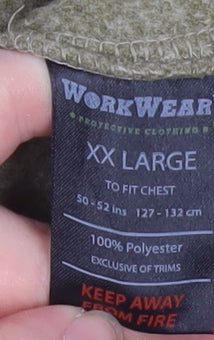 WORKWEAR
PROTECTIVE CLOTHING
XX LARGE
TO FIT CHEST
50 - 52 ins 127 - 132 cm
100% Polyester
EXCLUSIVE OF TRIMS
KEEP AWAY
FROM FIRE